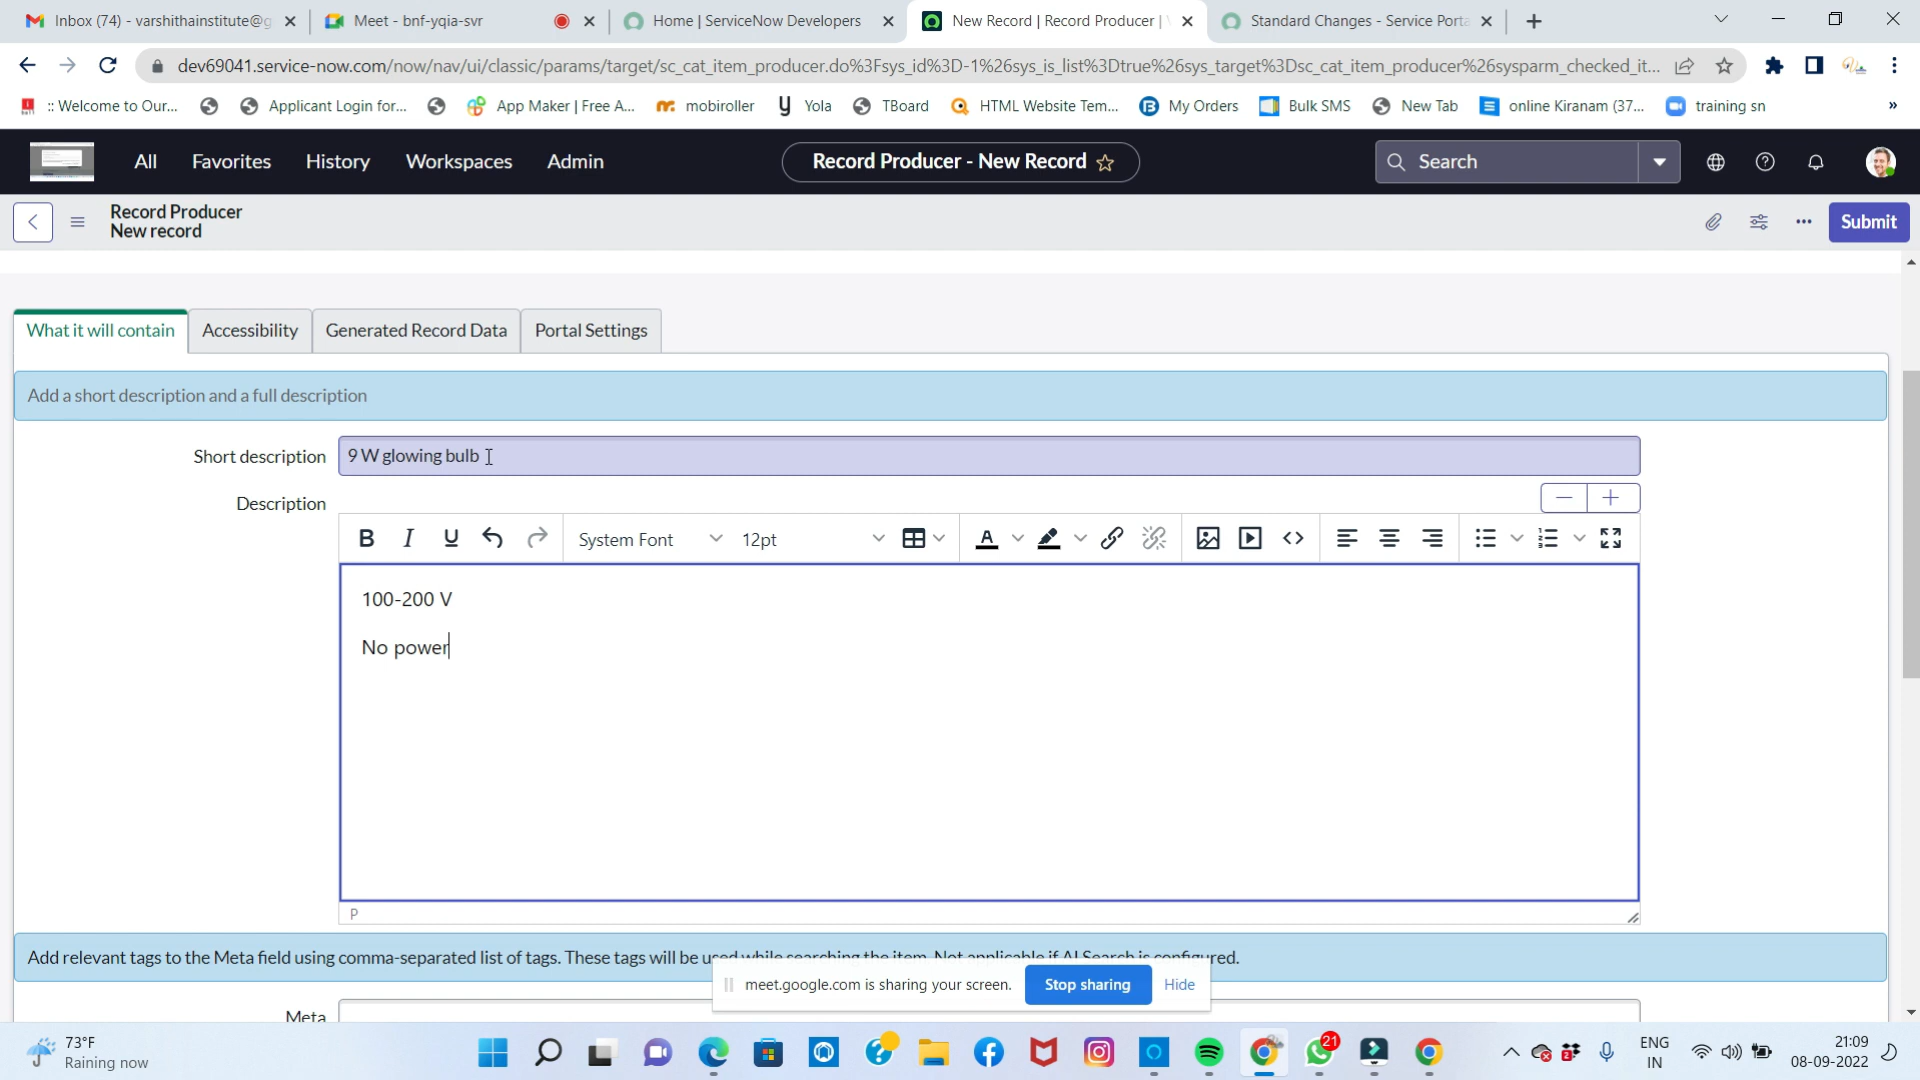 Inbox (74) - varshithainstitute@g
Meet - bnf-yqia-svr
Home | ServiceNow Developers
New Record | Record Producer |
Standard Changes - Service Porta
dev69041.service-now.com/now/nav/ui/classic/params/target/sc_cat_item_producer.do%3Fsys_id%3D-1%26sys_is_list%3Dtrue%26sys_target%3Dsc_cat_item_producer%26sysparm_checked_it...
:: Welcome to Our...
Applicant Login for...
App Maker | Free A...
mobiroller
Yola
TBoard
HTML Website Tem...
My Orders
Bulk SMS
New Tab
online Kiranam (37...
training sn
»
All
Favorites
History
Workspaces
Admin
Record Producer - New Record
Search
Record Producer
New record
Submit
What it will contain
Accessibility
Generated Record Data
Portal Settings
Add a short description and a full description
Short description
9 W glowing bulb
Description
B I U
System Font
12pt
A
100-200 V
No power
P
Add relevant tags to the Meta field using comma-separated list of tags. These tags will be used while searching the item. Not applicable if AI Search is configured.
meet.google.com is sharing your screen.
Stop sharing
Hide
Meta
73°F
Raining now
21
ENG
IN
21:09
08-09-2022